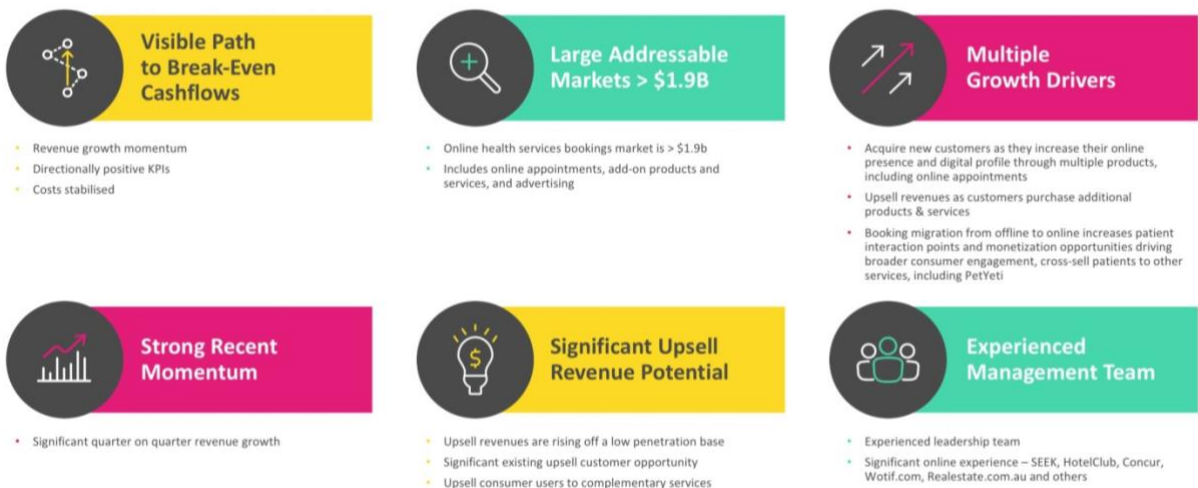 Visible Path
to Break-Even
Cashflows
• Revenue growth momentum
• Directionally positive KPIs
• Costs stabilised
Large Addressable
Markets > $1.9B
• Online health services bookings market is > $1.9b
• Includes online appointments, add-on products and
services, and advertising
Multiple
Growth Drivers
• Acquire new customers as they increase their online
presence and digital profile through multiple products,
including online appointments
• Upsell revenues as customers purchase additional
products & services
• Booking migration from offline to online increases patient
interaction points and monetization opportunities driving
broader consumer engagement, cross-sell patients to other
services, including PetYeti
Strong Recent
Momentum
• Significant quarter on quarter revenue growth
$
Significant Upsell
Revenue Potential
• Upsell revenues are rising off a low penetration base
• Significant existing upsell customer opportunity
• Upsell consumer users to complementary services
Experienced
Management Team
• Experienced leadership team
• Significant online experience – SEEK, HotelClub, Concur,
Wotif.com, Realestate.com.au and others